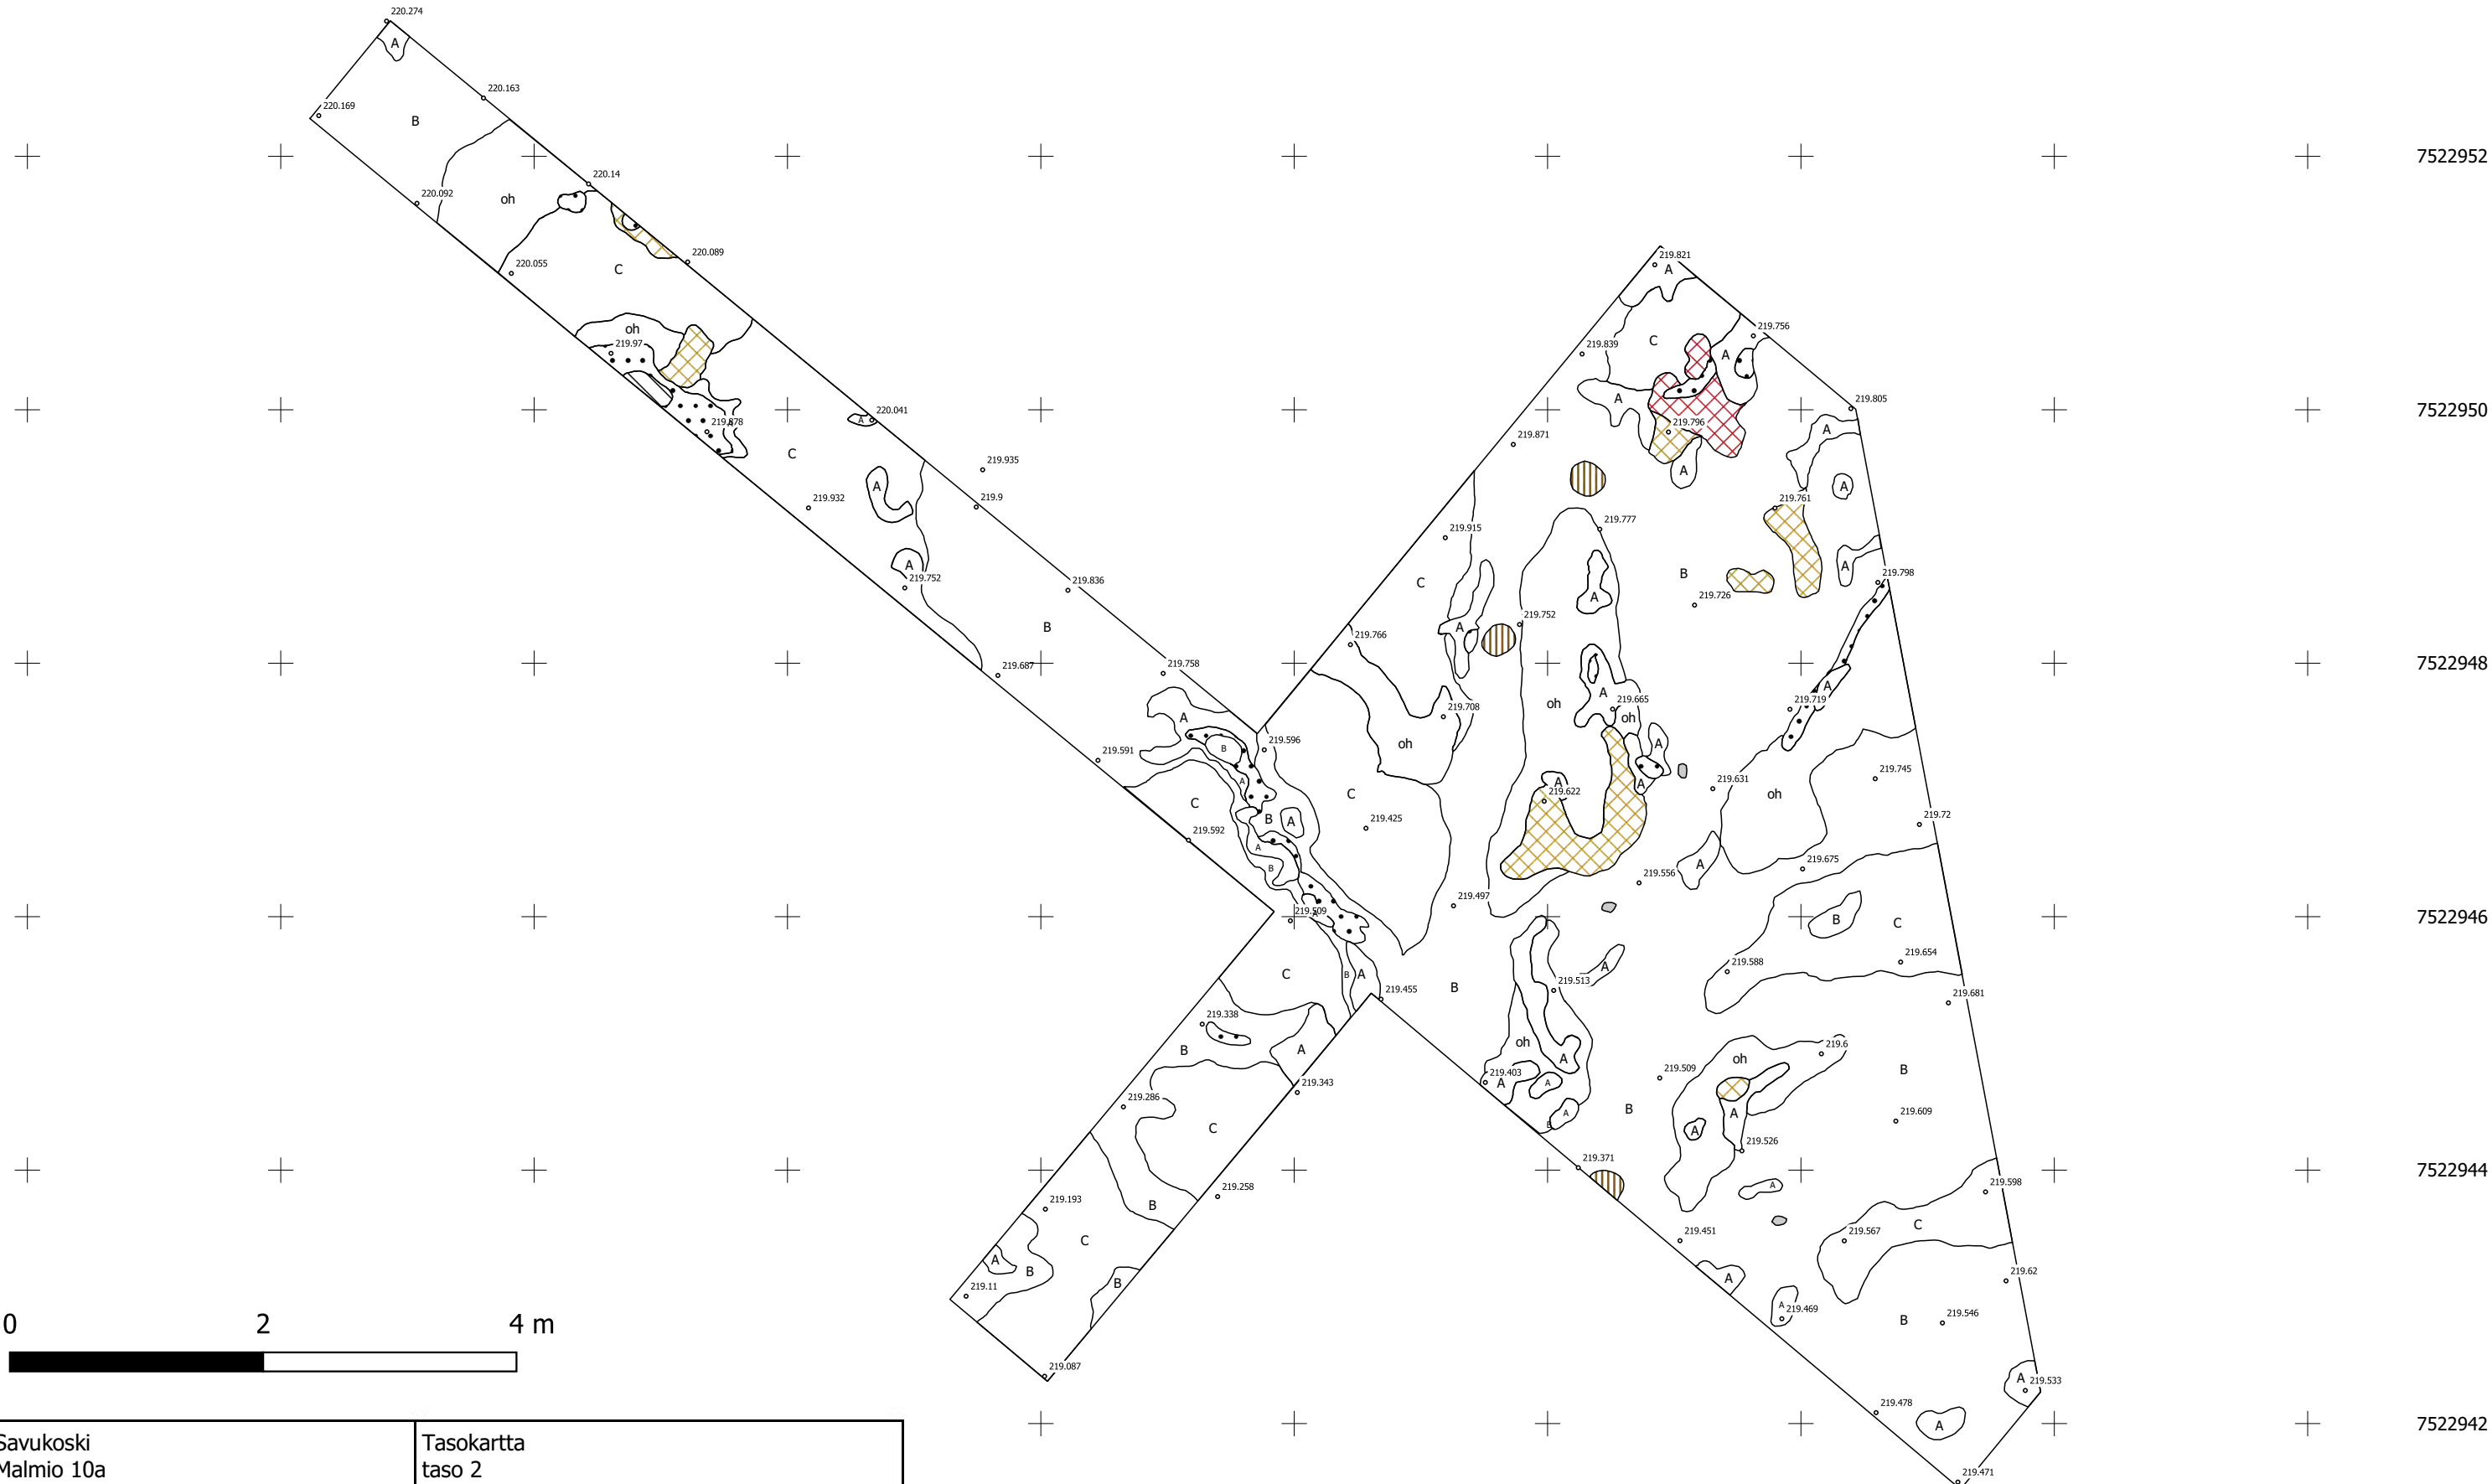 220.274
A
220.163
220.169
B
7522952
220.14
220.092
oh
220.089
219.821
220.055
C
A
oh
219.756
219.97
C
219.839
A
A
219.805
7522950
220.041
A
219.878
219.796
A
C
219.871
219.935
A
A
A
219.932
219.9
219.761
219.915
219.777
A
A
219.752
219.836
C
B
219.798
A
219.726
B
A
219.752
219.766
219.687
219.758
7522948
A
A
219.665
219.719
A
219.708
oh
oh
219.596
B
oh
A
219.591
A
219.631
219.745
A
A
A
oh
C
C
219.622
B
A
219.425
219.72
219.592
A
219.675
B
A
219.556
219.497
219.509
B
C
7522946
A
C
B
A
219.513
219.588
219.654
219.455
B
219.681
219.338
oh
219.6
B
A
A
oh
B
219.403
219.509
219.343
A
A
219.286
B
A
A
219.609
C
B
A
219.526
219.371
7522944
A
219.598
219.193
219.258
B
C
219.451
219.567
C
A
B
B
A
219.62
219.11
A
219.469
B
219.546
0 2 4 m
219.087
A
219.533
219.478
A
7522942
Savukoski
Malmio 10a
Tasokartta
taso 2
219.471